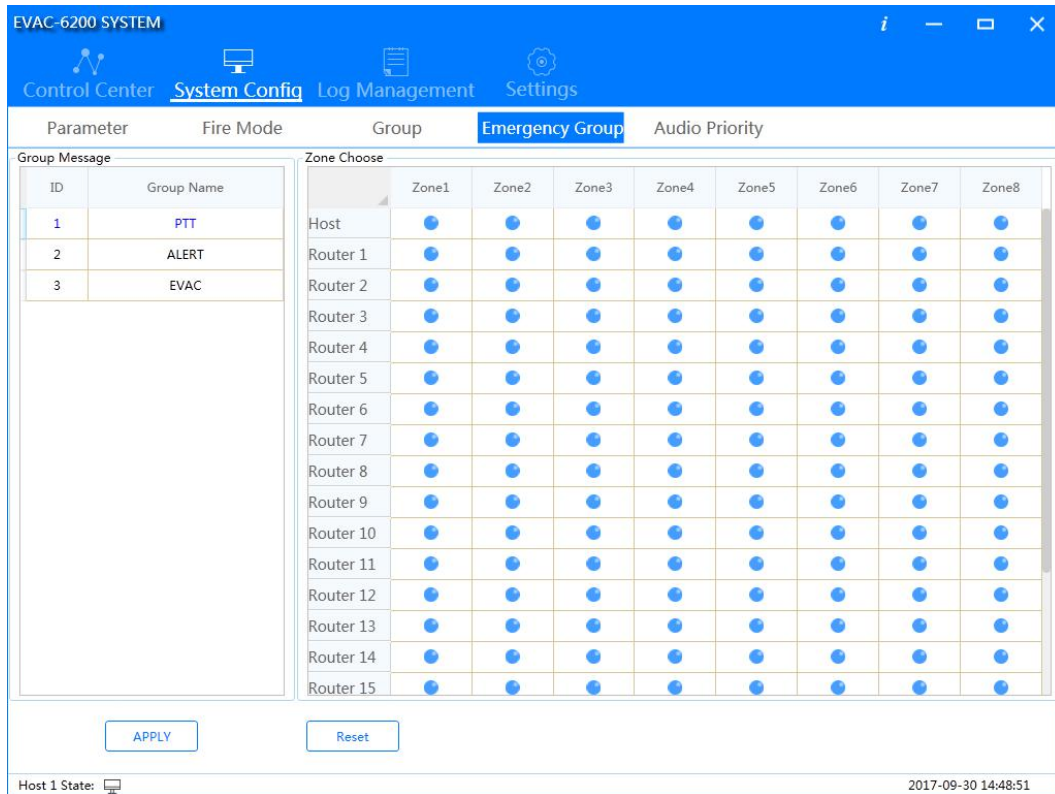 EVAC-6200 SYSTEM i
Control Center System Config Log Management Settings
Parameter Fire Mode Group Emergency Group Audio Priority
Group Message Zone Choose
ID Group Name Zone1 Zone2 Zone3 Zone4 Zone5 Zone6 Zone7 Zone8
1 PTT Host
2 ALERT Router 1
3 EVAC Router 2
Router 3
Router 4
Router 5
Router 6
Router 7
Router 8
Router 9
Router 10
Router 11
Router 12
Router 13
Router 14
Router 15
APPLY Reset
Host 1 State: 2017-09-30 14:48:51